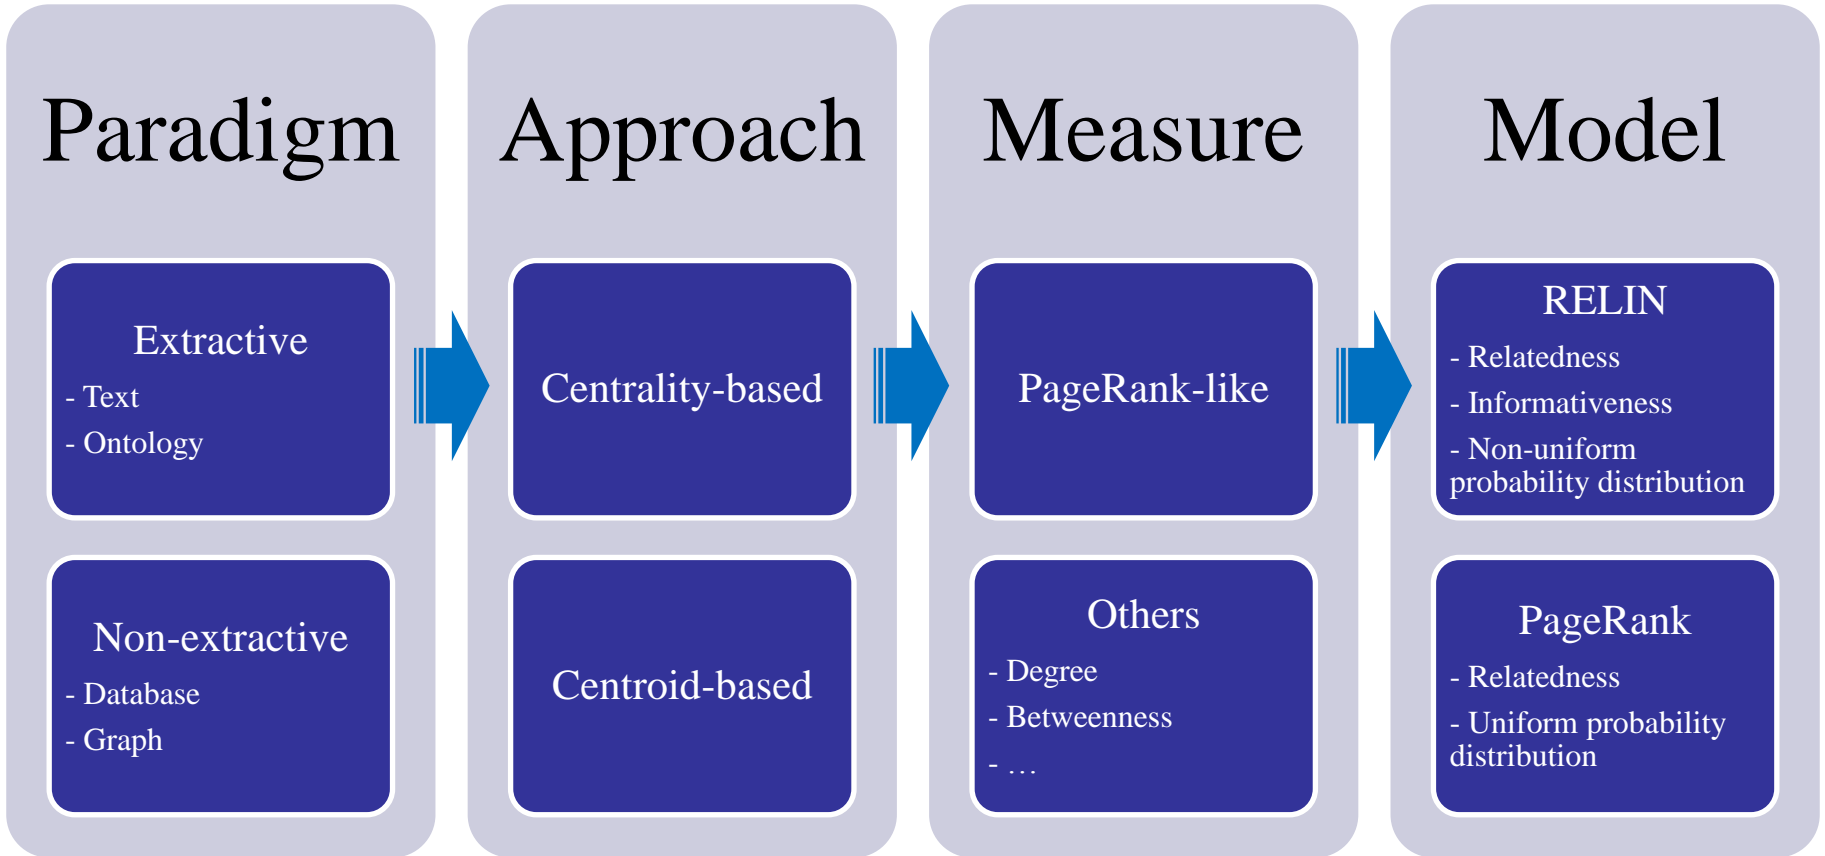 Paradigm
Extractive
- Text
- Ontology
Non-extractive
- Database
- Graph
Approach
Centrality-based
Centroid-based
Measure
PageRank-like
Others
- Degree
- Betweenness
- …
Model
RELIN
- Relatedness
- Informativeness
- Non-uniform
probability distribution
PageRank
- Relatedness
- Uniform probability
distribution